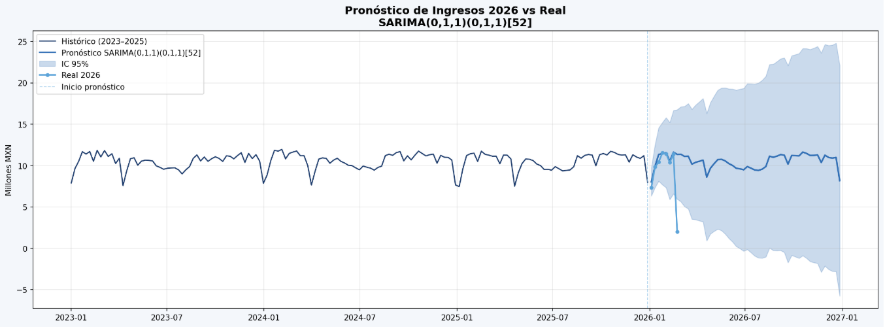 Pronóstico de Ingresos 2026 vs Real
SARIMA(0,1,1)(0,1,1)[52]
Histórico (2023–2025)
Pronóstico SARIMA(0,1,1)(0,1,1)[52]
IC 95%
Real 2026
Inicio pronóstico
Millones MXN
25
20
15
10
5
0
−5
2023-01
2023-07
2024-01
2024-07
2025-01
2025-07
2026-01
2026-07
2027-01